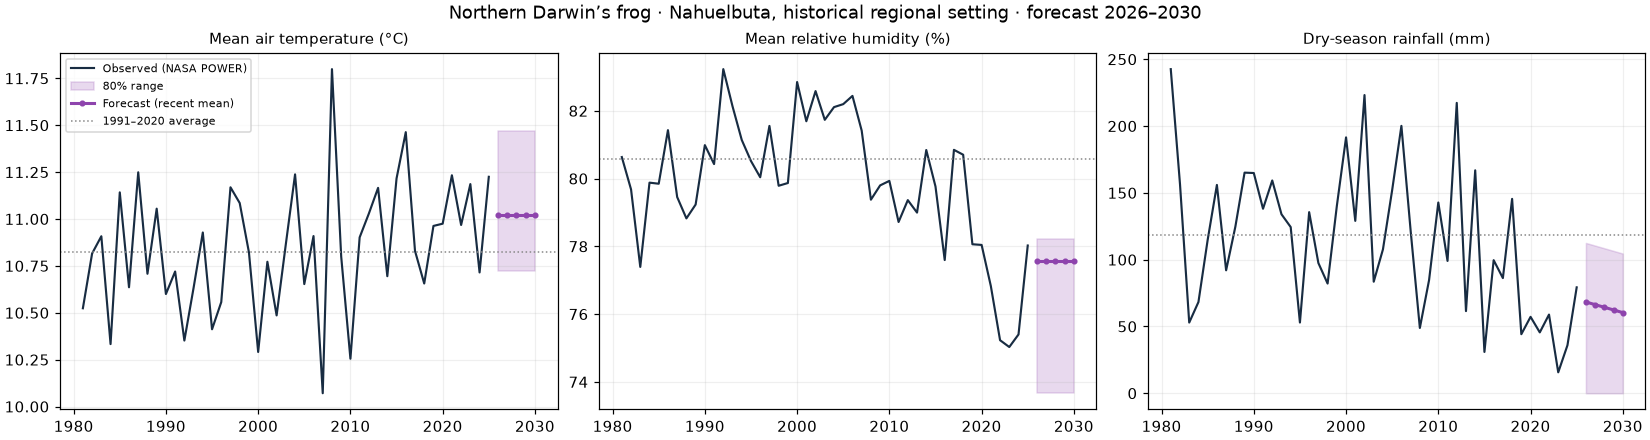 Northern Darwin’s frog · Nahuelbuta, historical regional setting · forecast 2026–2030
Mean air temperature (°C)
11.75
11.50
11.25
11.00
10.75
10.50
10.25
10.00
Observed (NASA POWER)
80% range
Forecast (recent mean)
1991–2020 average
1980 1990 2000 2010 2020 2030
Mean relative humidity (%)
82
80
78
76
74
1980 1990 2000 2010 2020 2030
Dry-season rainfall (mm)
250
200
150
100
50
0
1980 1990 2000 2010 2020 2030